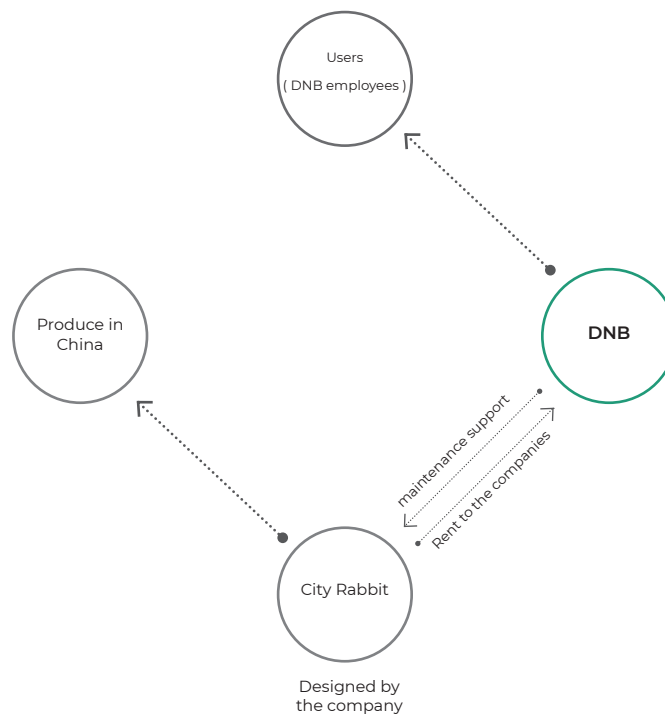 Users
( DNB employees )
Produce in
China
DNB
maintenance support
Rent to the companies
City Rabbit
Designed by
the company